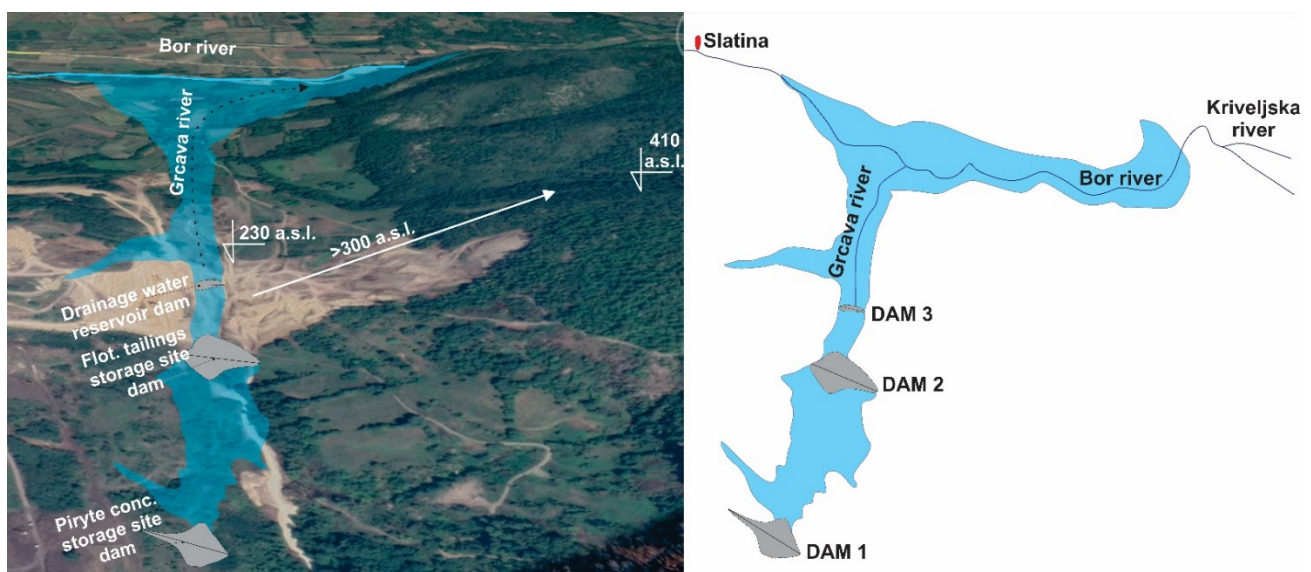 Bor river
Grcava river
410
a.s.l.
230 a.s.l.
>300 a.s.l.
Drainage water
reservoir dam
Flot. tailings
storage site
dam
Piryte conc.
storage site
dam
Slatina
Kriveljska
river
Bor river
Grcava river
DAM 3
DAM 2
DAM 1